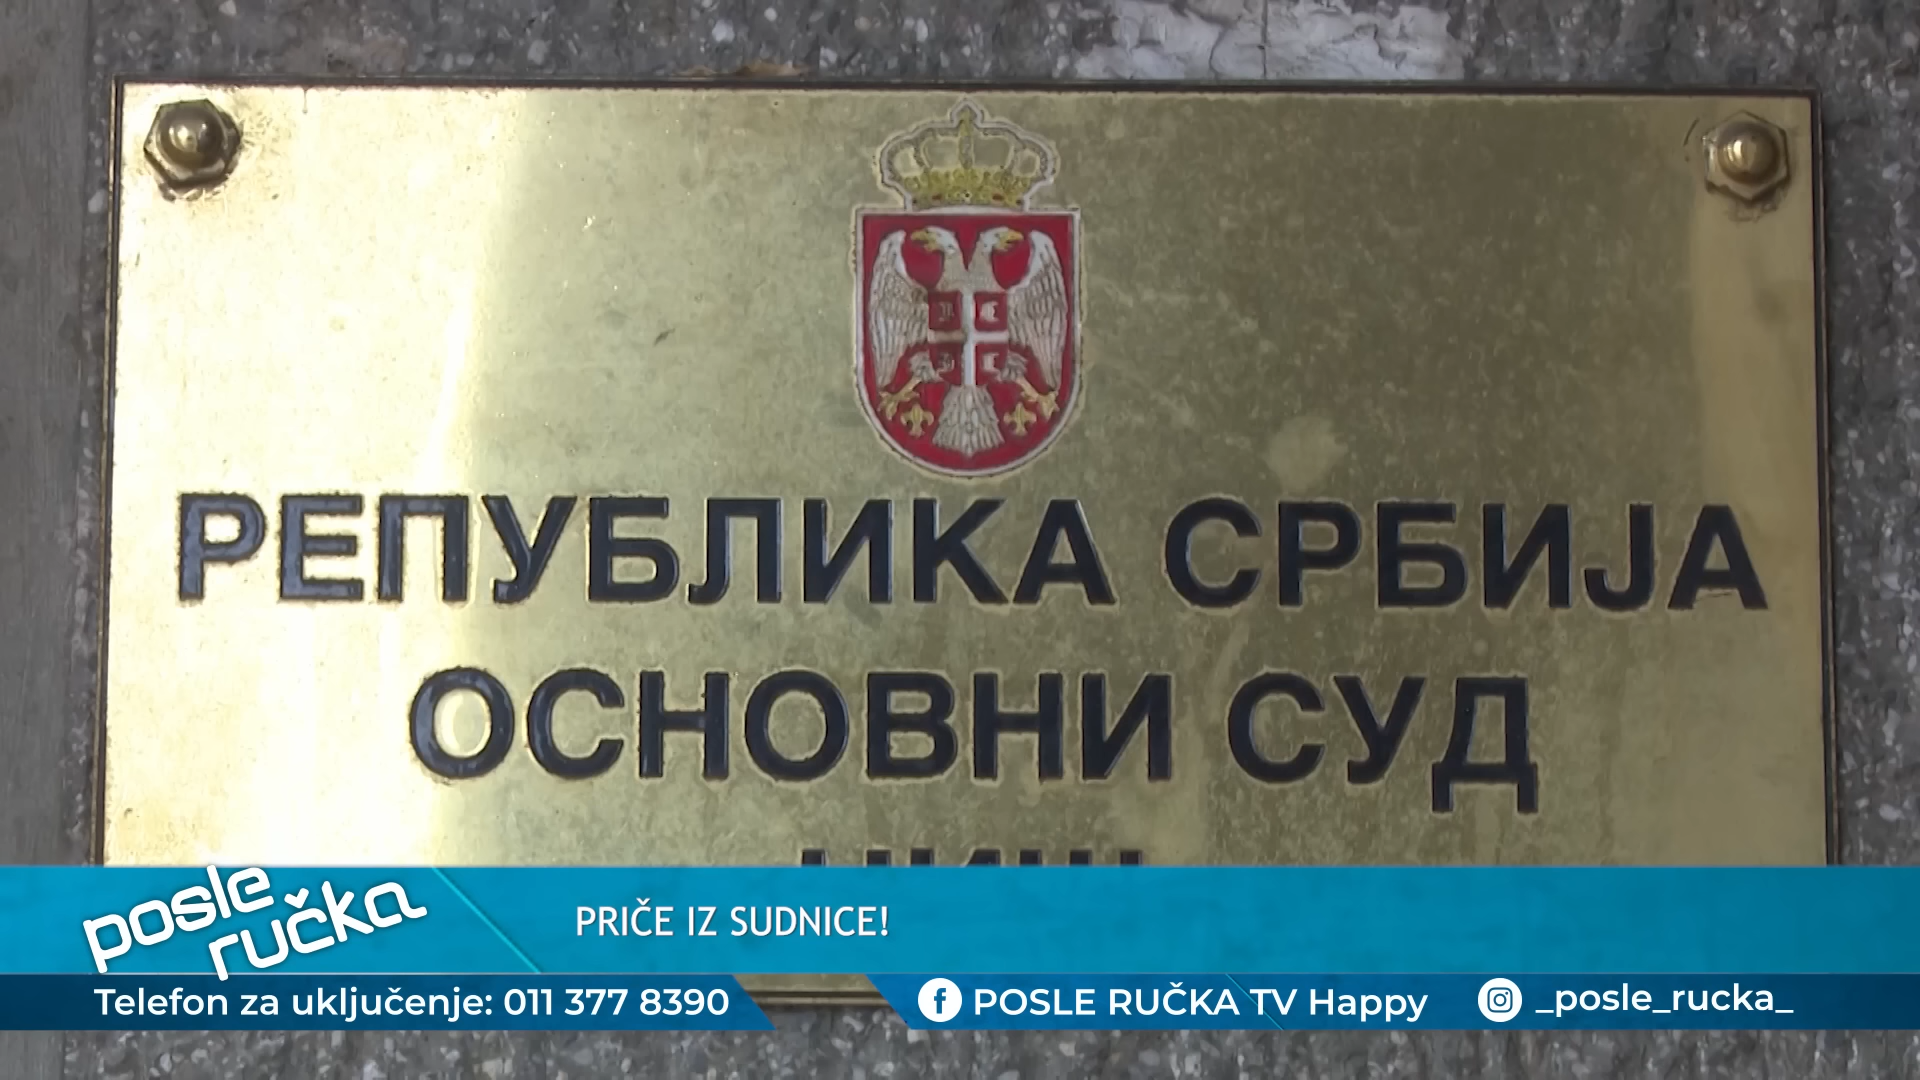 РЕПУБЛИКА СРБИЈА
ОСНОВНИ СУД
posle
ručka
PRIČE IZ SUDNICE!
Telefon za uključenje: 011 377 8390
POSLE RUČKA TV Happy
_posle_rucka_